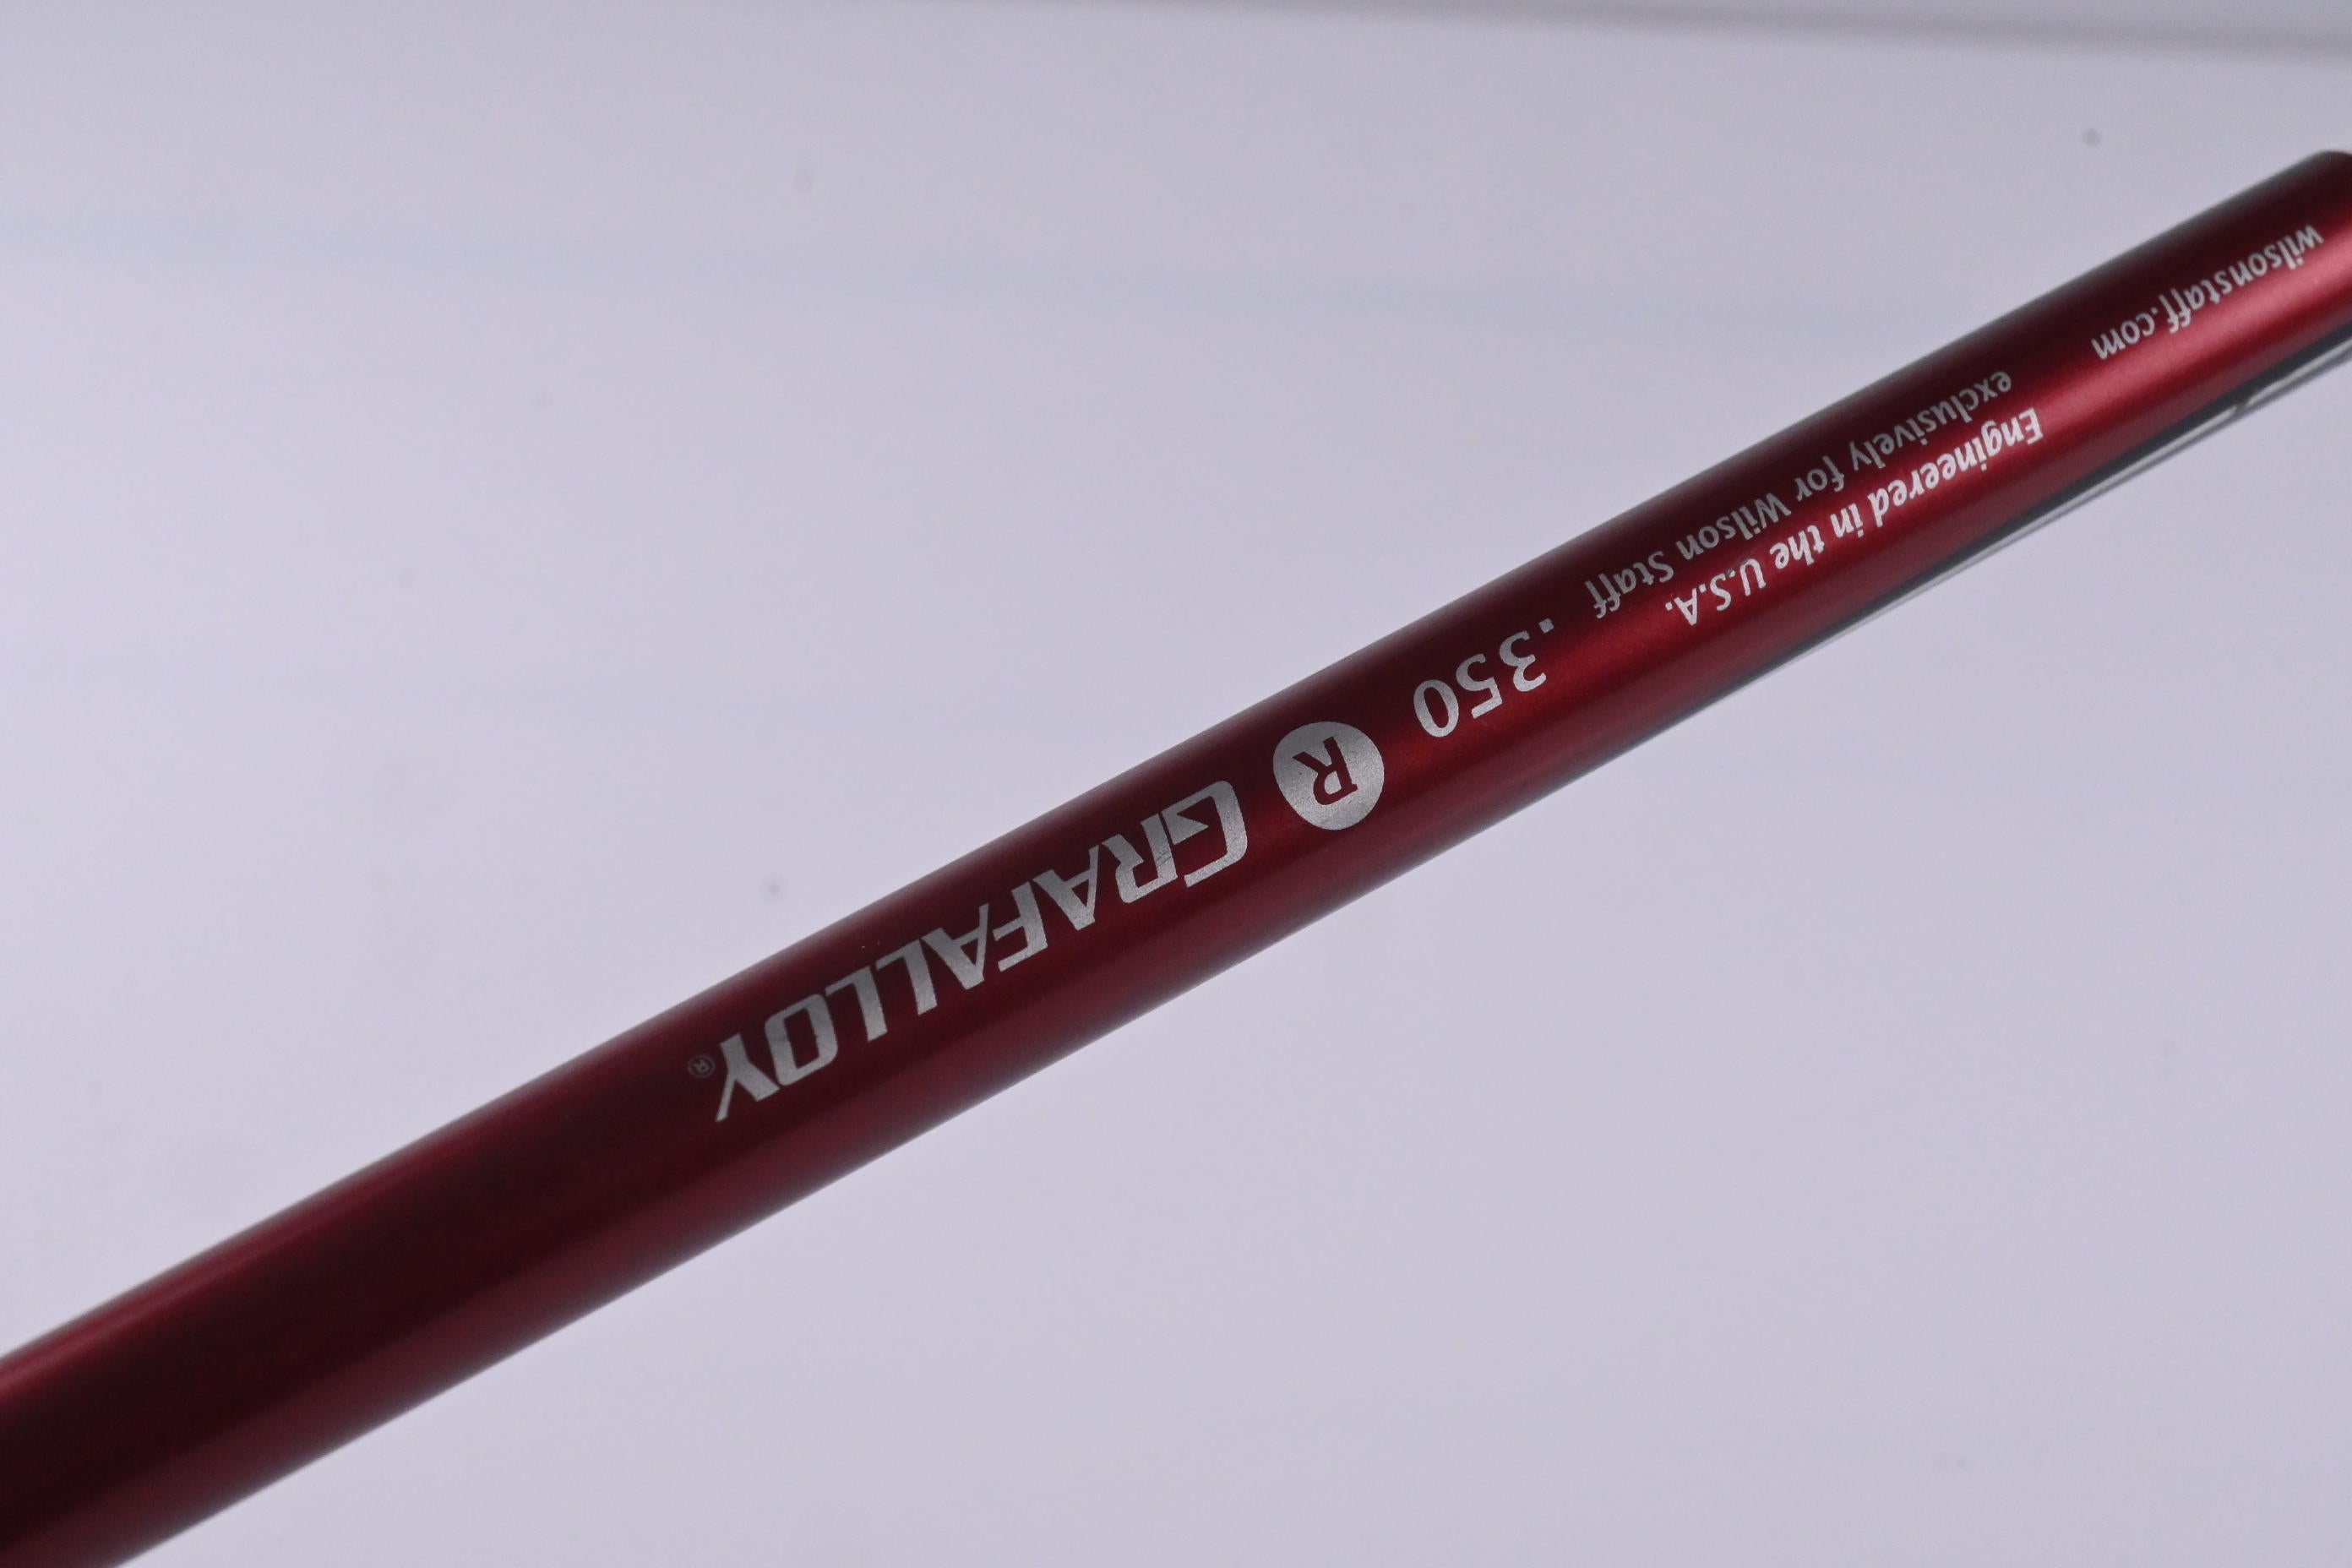 wilsonstaff.com
Engineered in the U.S.A.
exclusively for Wilson Staff
.350
R
GRAFALLOY®